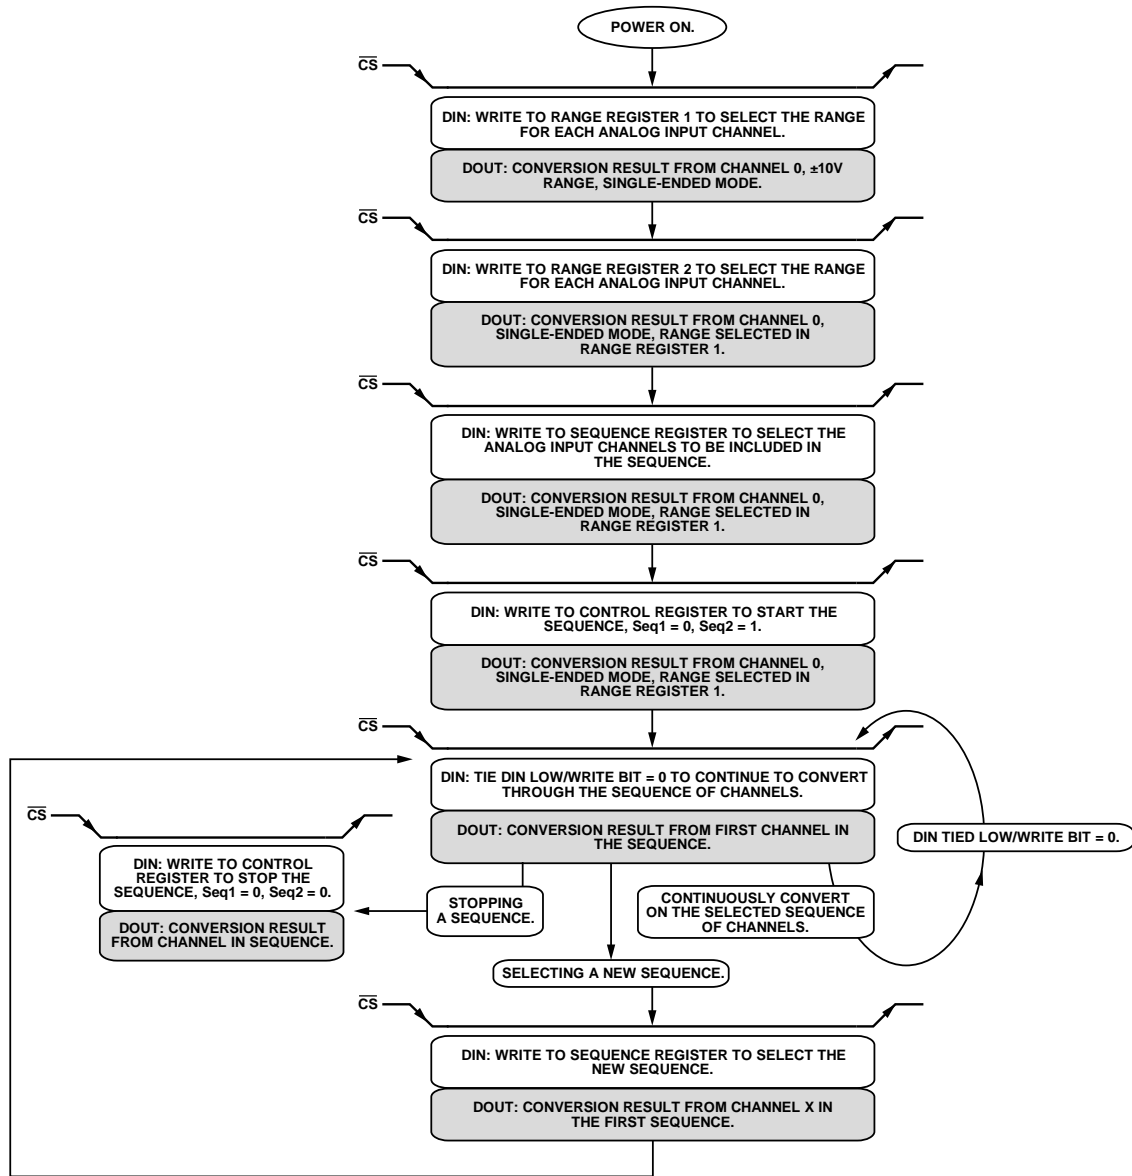 POWER ON.
CS
DIN: WRITE TO RANGE REGISTER 1 TO SELECT THE RANGE
FOR EACH ANALOG INPUT CHANNEL.
DOUT: CONVERSION RESULT FROM CHANNEL 0, ±10V
RANGE, SINGLE-ENDED MODE.
CS
DIN: WRITE TO RANGE REGISTER 2 TO SELECT THE RANGE
FOR EACH ANALOG INPUT CHANNEL.
DOUT: CONVERSION RESULT FROM CHANNEL 0,
SINGLE-ENDED MODE, RANGE SELECTED IN
RANGE REGISTER 1.
CS
DIN: WRITE TO SEQUENCE REGISTER TO SELECT THE
ANALOG INPUT CHANNELS TO BE INCLUDED IN
THE SEQUENCE.
DOUT: CONVERSION RESULT FROM CHANNEL 0,
SINGLE-ENDED MODE, RANGE SELECTED IN
RANGE REGISTER 1.
CS
DIN: WRITE TO CONTROL REGISTER TO START THE
SEQUENCE, Seq1 = 0, Seq2 = 1.
DOUT: CONVERSION RESULT FROM CHANNEL 0,
SINGLE-ENDED MODE, RANGE SELECTED IN
RANGE REGISTER 1.
CS
DIN: TIE DIN LOW/WRITE BIT = 0 TO CONTINUE TO CONVERT
THROUGH THE SEQUENCE OF CHANNELS.
DOUT: CONVERSION RESULT FROM FIRST CHANNEL IN
THE SEQUENCE.
DIN TIED LOW/WRITE BIT = 0.
CS
DIN: WRITE TO CONTROL
REGISTER TO STOP THE
SEQUENCE, Seq1 = 0, Seq2 = 0.
DOUT: CONVERSION RESULT
FROM CHANNEL IN SEQUENCE.
STOPPING
A SEQUENCE.
CONTINUOUSLY CONVERT
ON THE SELECTED SEQUENCE
OF CHANNELS.
SELECTING A NEW SEQUENCE.
CS
DIN: WRITE TO SEQUENCE REGISTER TO SELECT THE
NEW SEQUENCE.
DOUT: CONVERSION RESULT FROM CHANNEL X IN
THE FIRST SEQUENCE.